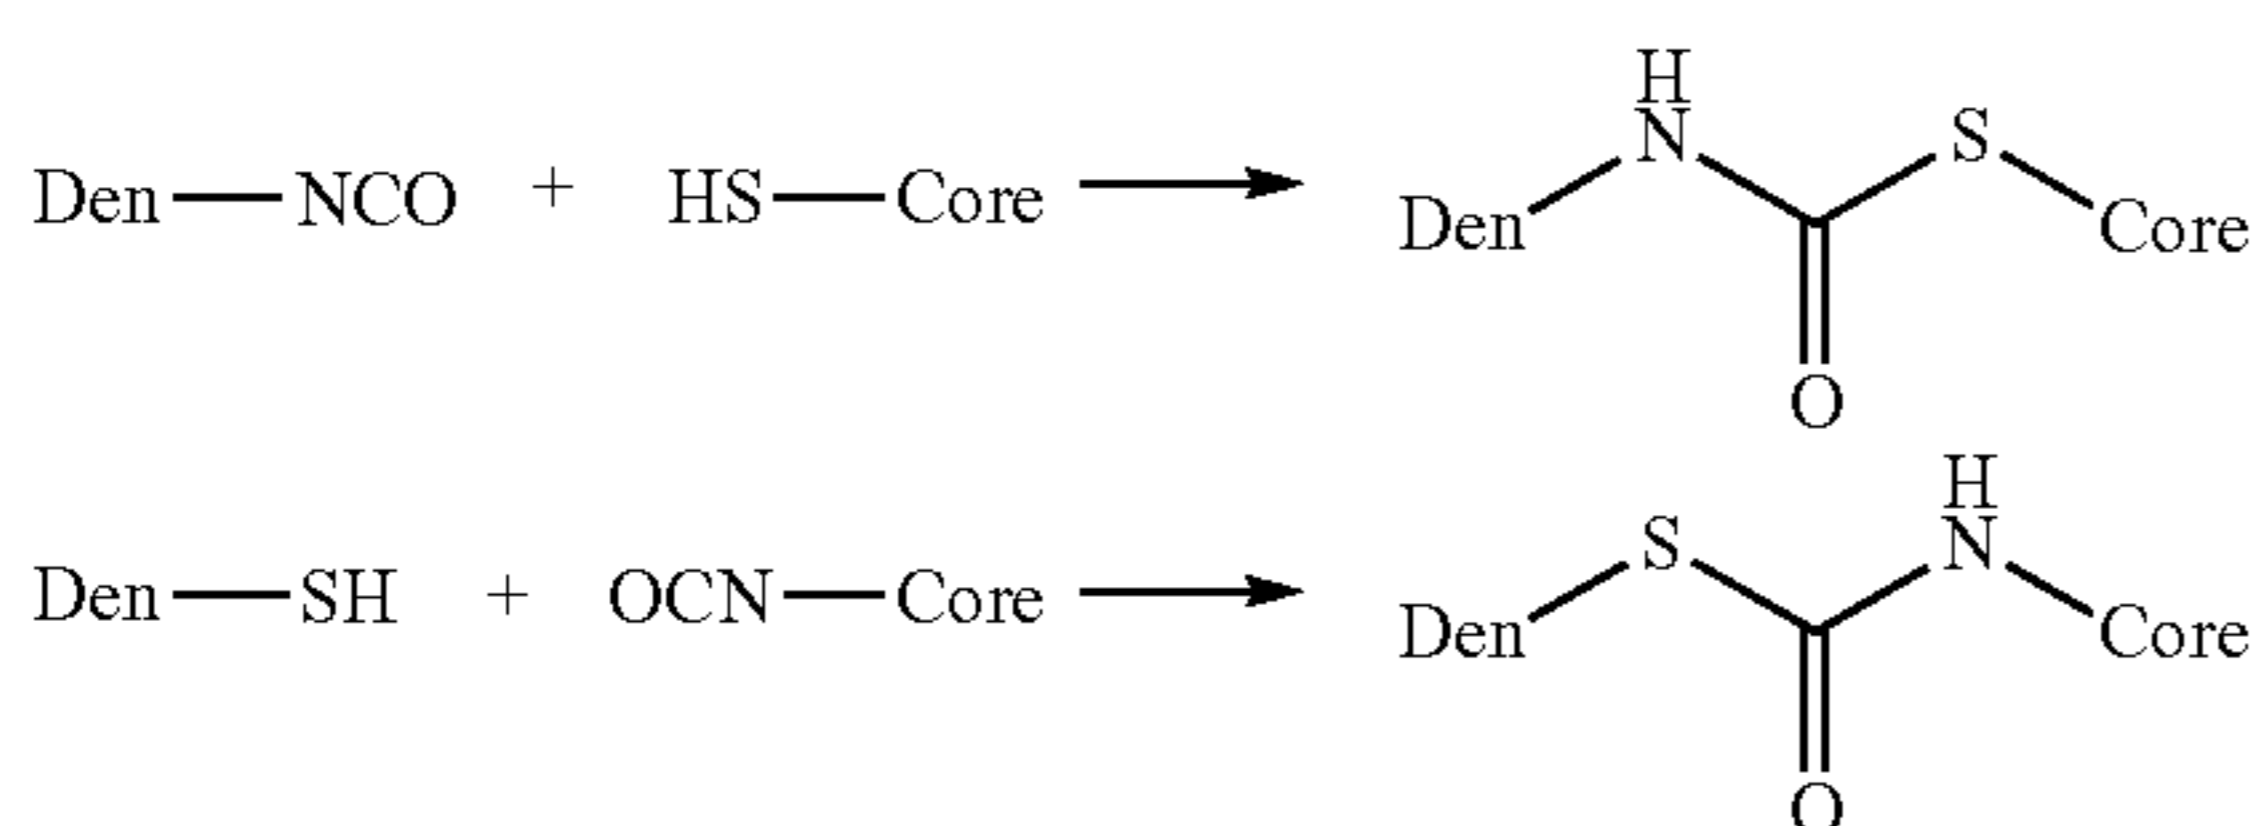 H
Den—NCO + HS—Core → Den N S Core
O
H
Den—SH + OCN—Core → Den S N Core
O